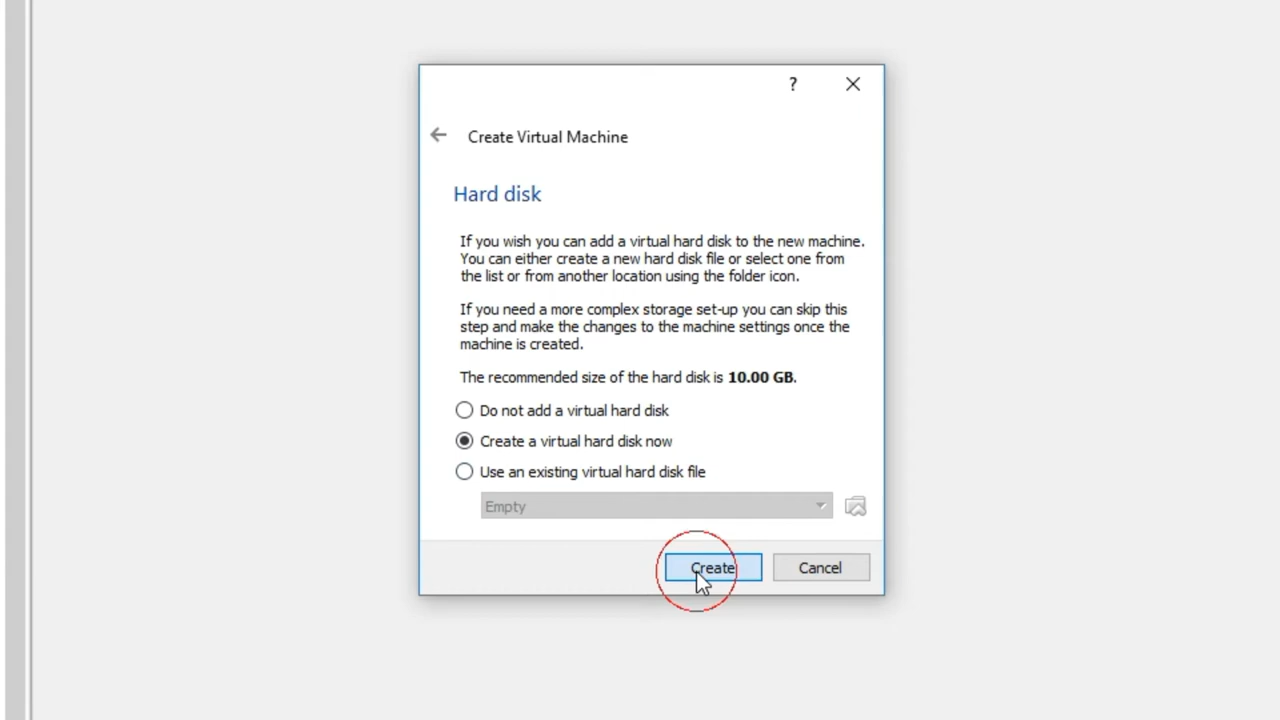 ?
Create Virtual Machine
Hard disk
If you wish you can add a virtual hard disk to the new machine.
You can either create a new hard disk file or select one from
the list or from another location using the folder icon.
If you need a more complex storage set-up you can skip this
step and make the changes to the machine settings once the
machine is created.
The recommended size of the hard disk is 10.00 GB.
Do not add a virtual hard disk
Create a virtual hard disk now
Use an existing virtual hard disk file
Empty
Create Cancel